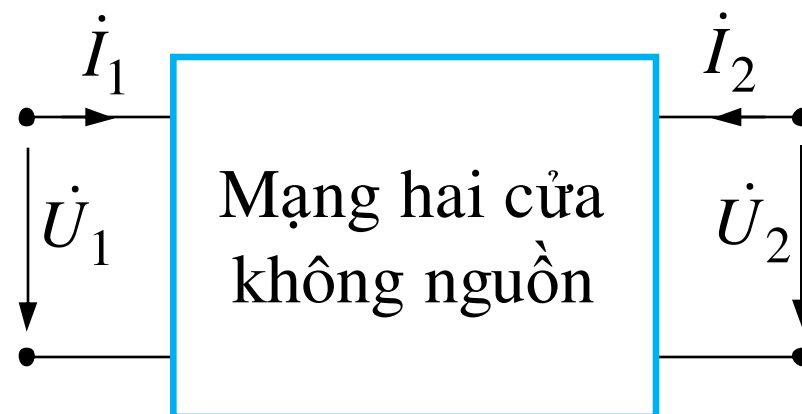 İ1
İ2
U̇1
Mạng hai cửa
U̇2
không nguồn